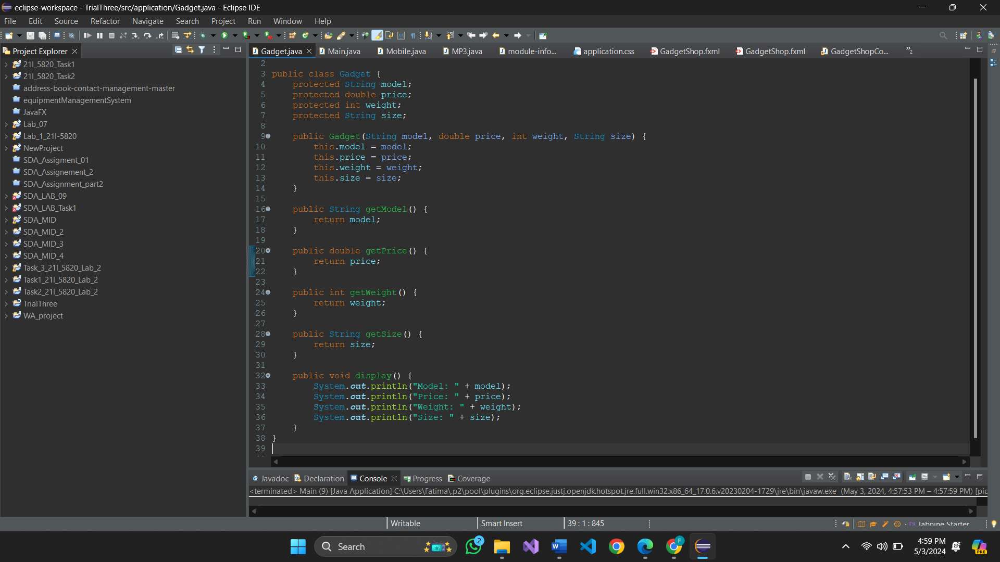 eclipse-workspace - TrialThree/src/application/Gadget.java - Eclipse IDE
File Edit Source Refactor Navigate Search Project Run Window Help
Project Explorer
21I_5820_Task1
21I_5820_Task2
address-book-contact-management-master
equipmentManagementSystem
JavaFX
Lab_07
Lab_1_21I-5820
NewProject
SDA_Assigment_01
SDA_Assignement_2
SDA_Assignment_part2
SDA_LAB_09
SDA_LAB_Task1
SDA_MID
SDA_MID_2
SDA_MID_3
SDA_MID_4
Task_3_21I_5820_Lab_2
Task1_21I_5820_Lab_2
Task2_21I_5820_Lab_2
TrialThree
WA_project
Gadget.java Main.java Mobile.java MP3.java module-info... application.css GadgetShop.fxml GadgetShop.fxml GadgetShopCo... »2
2
3 public class Gadget {
4 protected String model;
5 protected double price;
6 protected int weight;
7 protected String size;
8
9 public Gadget(String model, double price, int weight, String size) {
10 this.model = model;
11 this.price = price;
12 this.weight = weight;
13 this.size = size;
14 }
15
16 public String getModel() {
17 return model;
18 }
19
20 public double getPrice() {
21 return price;
22 }
23
24 public int getWeight() {
25 return weight;
26 }
27
28 public String getSize() {
29 return size;
30 }
31
32 public void display() {
33 System.out.println("Model: " + model);
34 System.out.println("Price: " + price);
35 System.out.println("Weight: " + weight);
36 System.out.println("Size: " + size);
37 }
38 }
39
Javadoc Declaration Console Progress Coverage
<terminated> Main (9) [Java Application] C:\Users\Fatima\.p2\pool\plugins\org.eclipse.justj.openjdk.hotspot.jre.full.win32.x86_64_17.0.6.v20230204-1729\jre\bin\javaw.exe (May 3, 2024, 4:57:53 PM – 4:57:59 PM) [pic
Writable Smart Insert 39 : 1 : 845 Tabnine Starter
Search 2 F 4:59 PM
5/3/2024
PRE